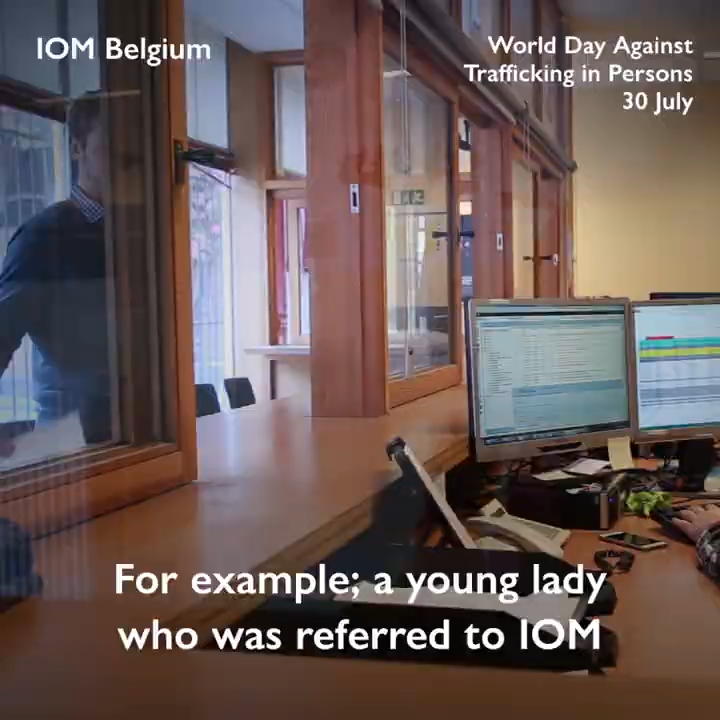 IOM Belgium
World Day Against
Trafficking in Persons
30 July
For example; a young lady
who was referred to IOM